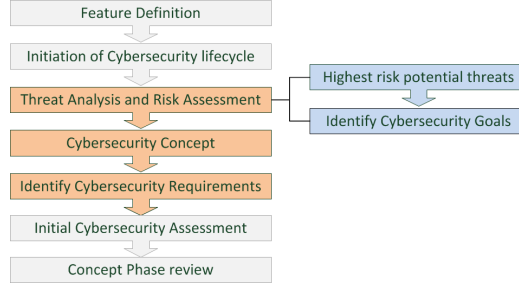 Feature Definition
Initiation of Cybersecurity lifecycle
Threat Analysis and Risk Assessment
Highest risk potential threats
Identify Cybersecurity Goals
Cybersecurity Concept
Identify Cybersecurity Requirements
Initial Cybersecurity Assessment
Concept Phase review